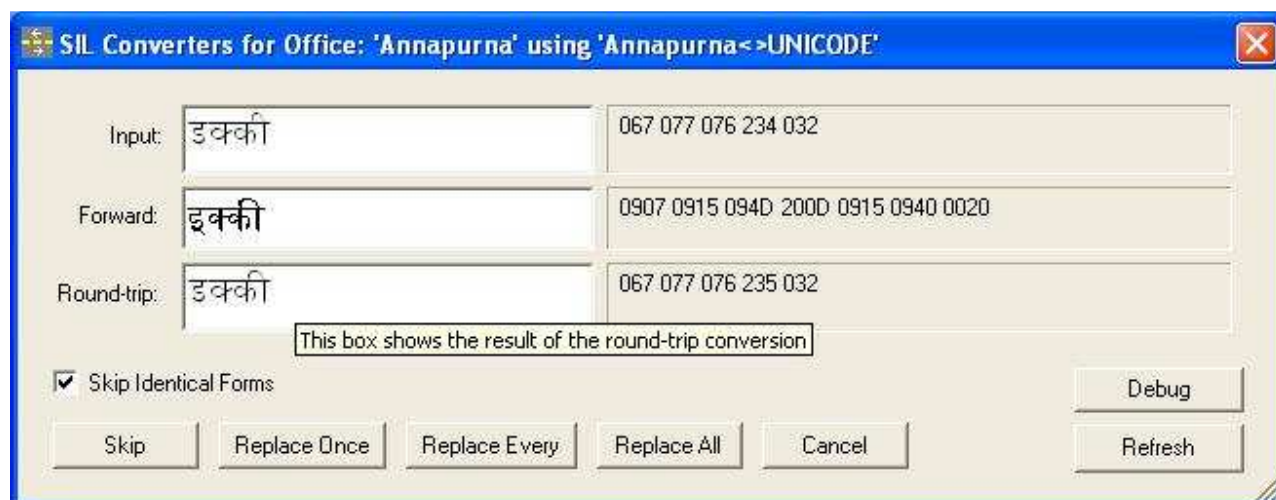 SIL Converters for Office: 'Annapurna' using 'Annapurna<>UNICODE'
Input: इक्की 067 077 076 234 032
Forward: इक्की 0907 0915 094D 200D 0915 0940 0020
Round-trip: इक्की 067 077 076 235 032
This box shows the result of the round-trip conversion
Skip Identical Forms Debug
Skip Replace Once Replace Every Replace All Cancel Refresh